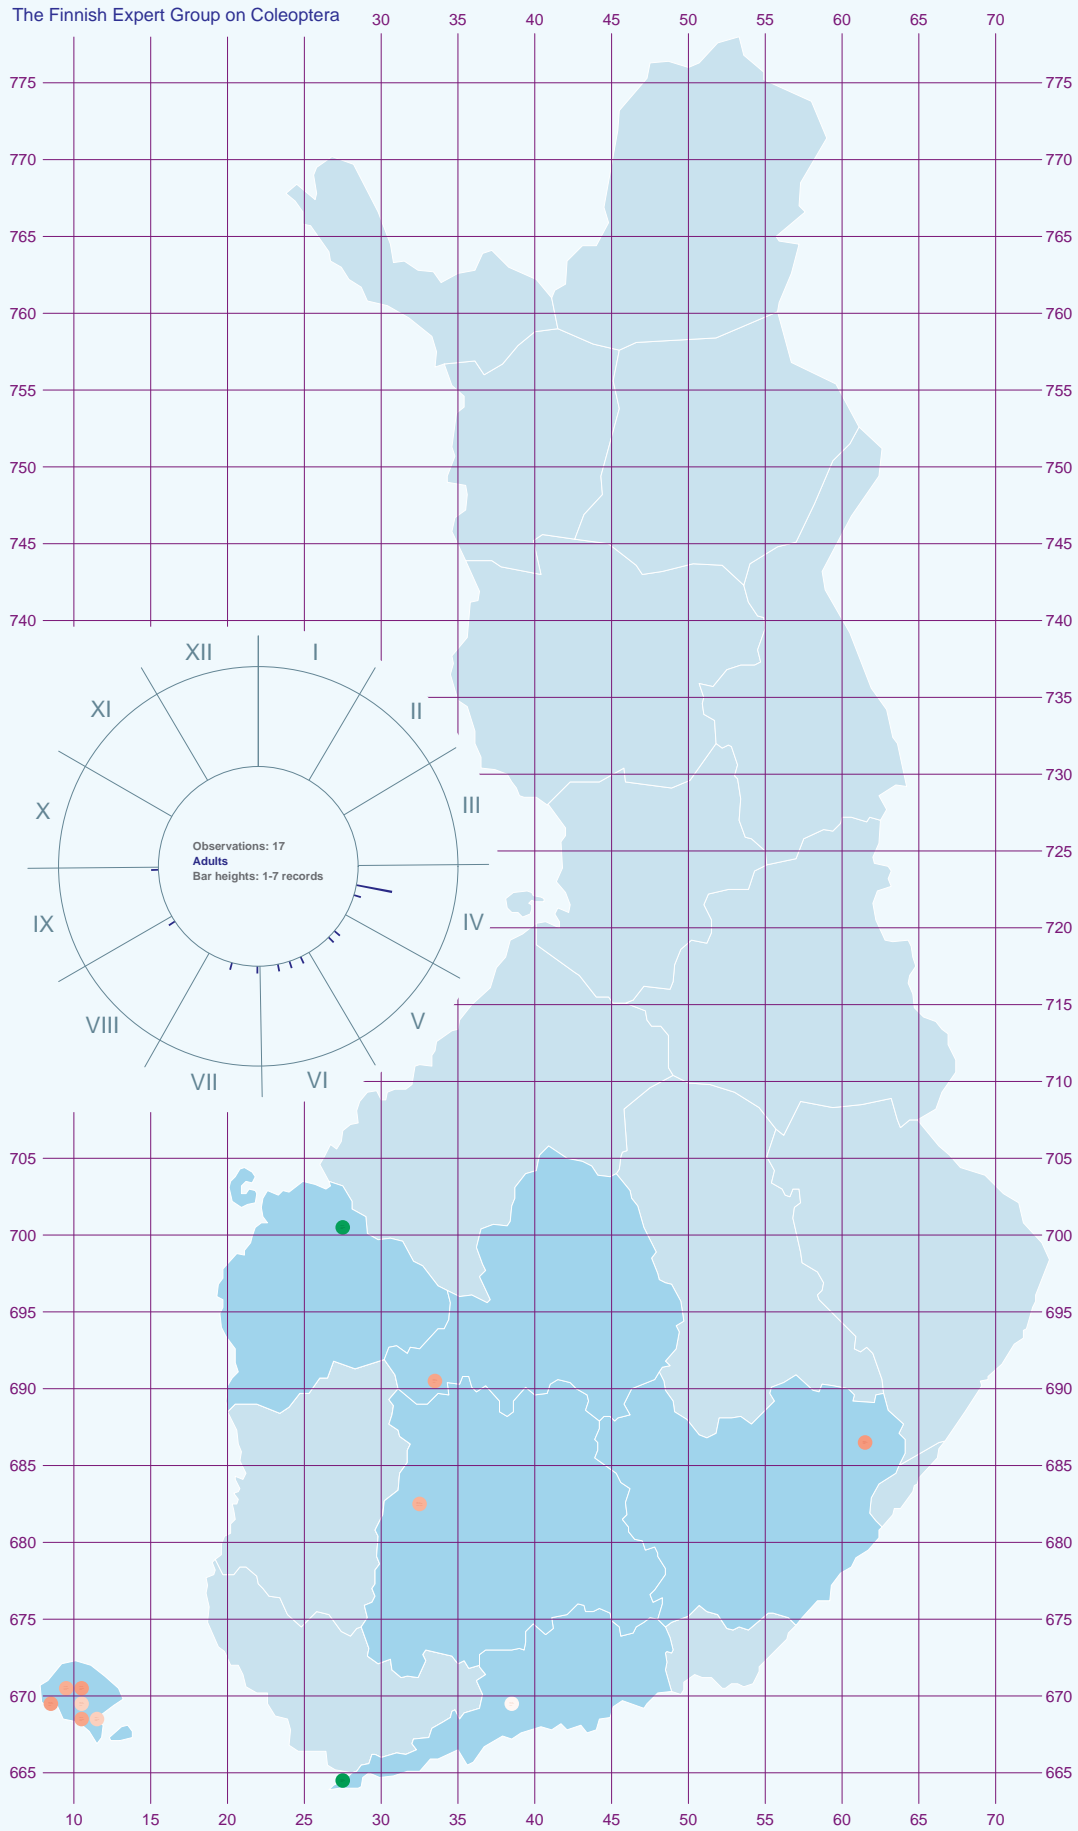 The Finnish Expert Group on Coleoptera
30 35 40 45 50 55 60 65 70
775 775
770 770
765 765
760 760
755 755
750 750
745 745
740 740
XII I
XI II
735
730
X III
725
Observations: 17
Adults
Bar heights: 1-7 records
IX IV
720
715
VIII V
VII VI
710
705 705
700 700
695 695
690 690
685 685
680 680
675 675
670 670
665 665
10 15 20 25 30 35 40 45 50 55 60 65 70